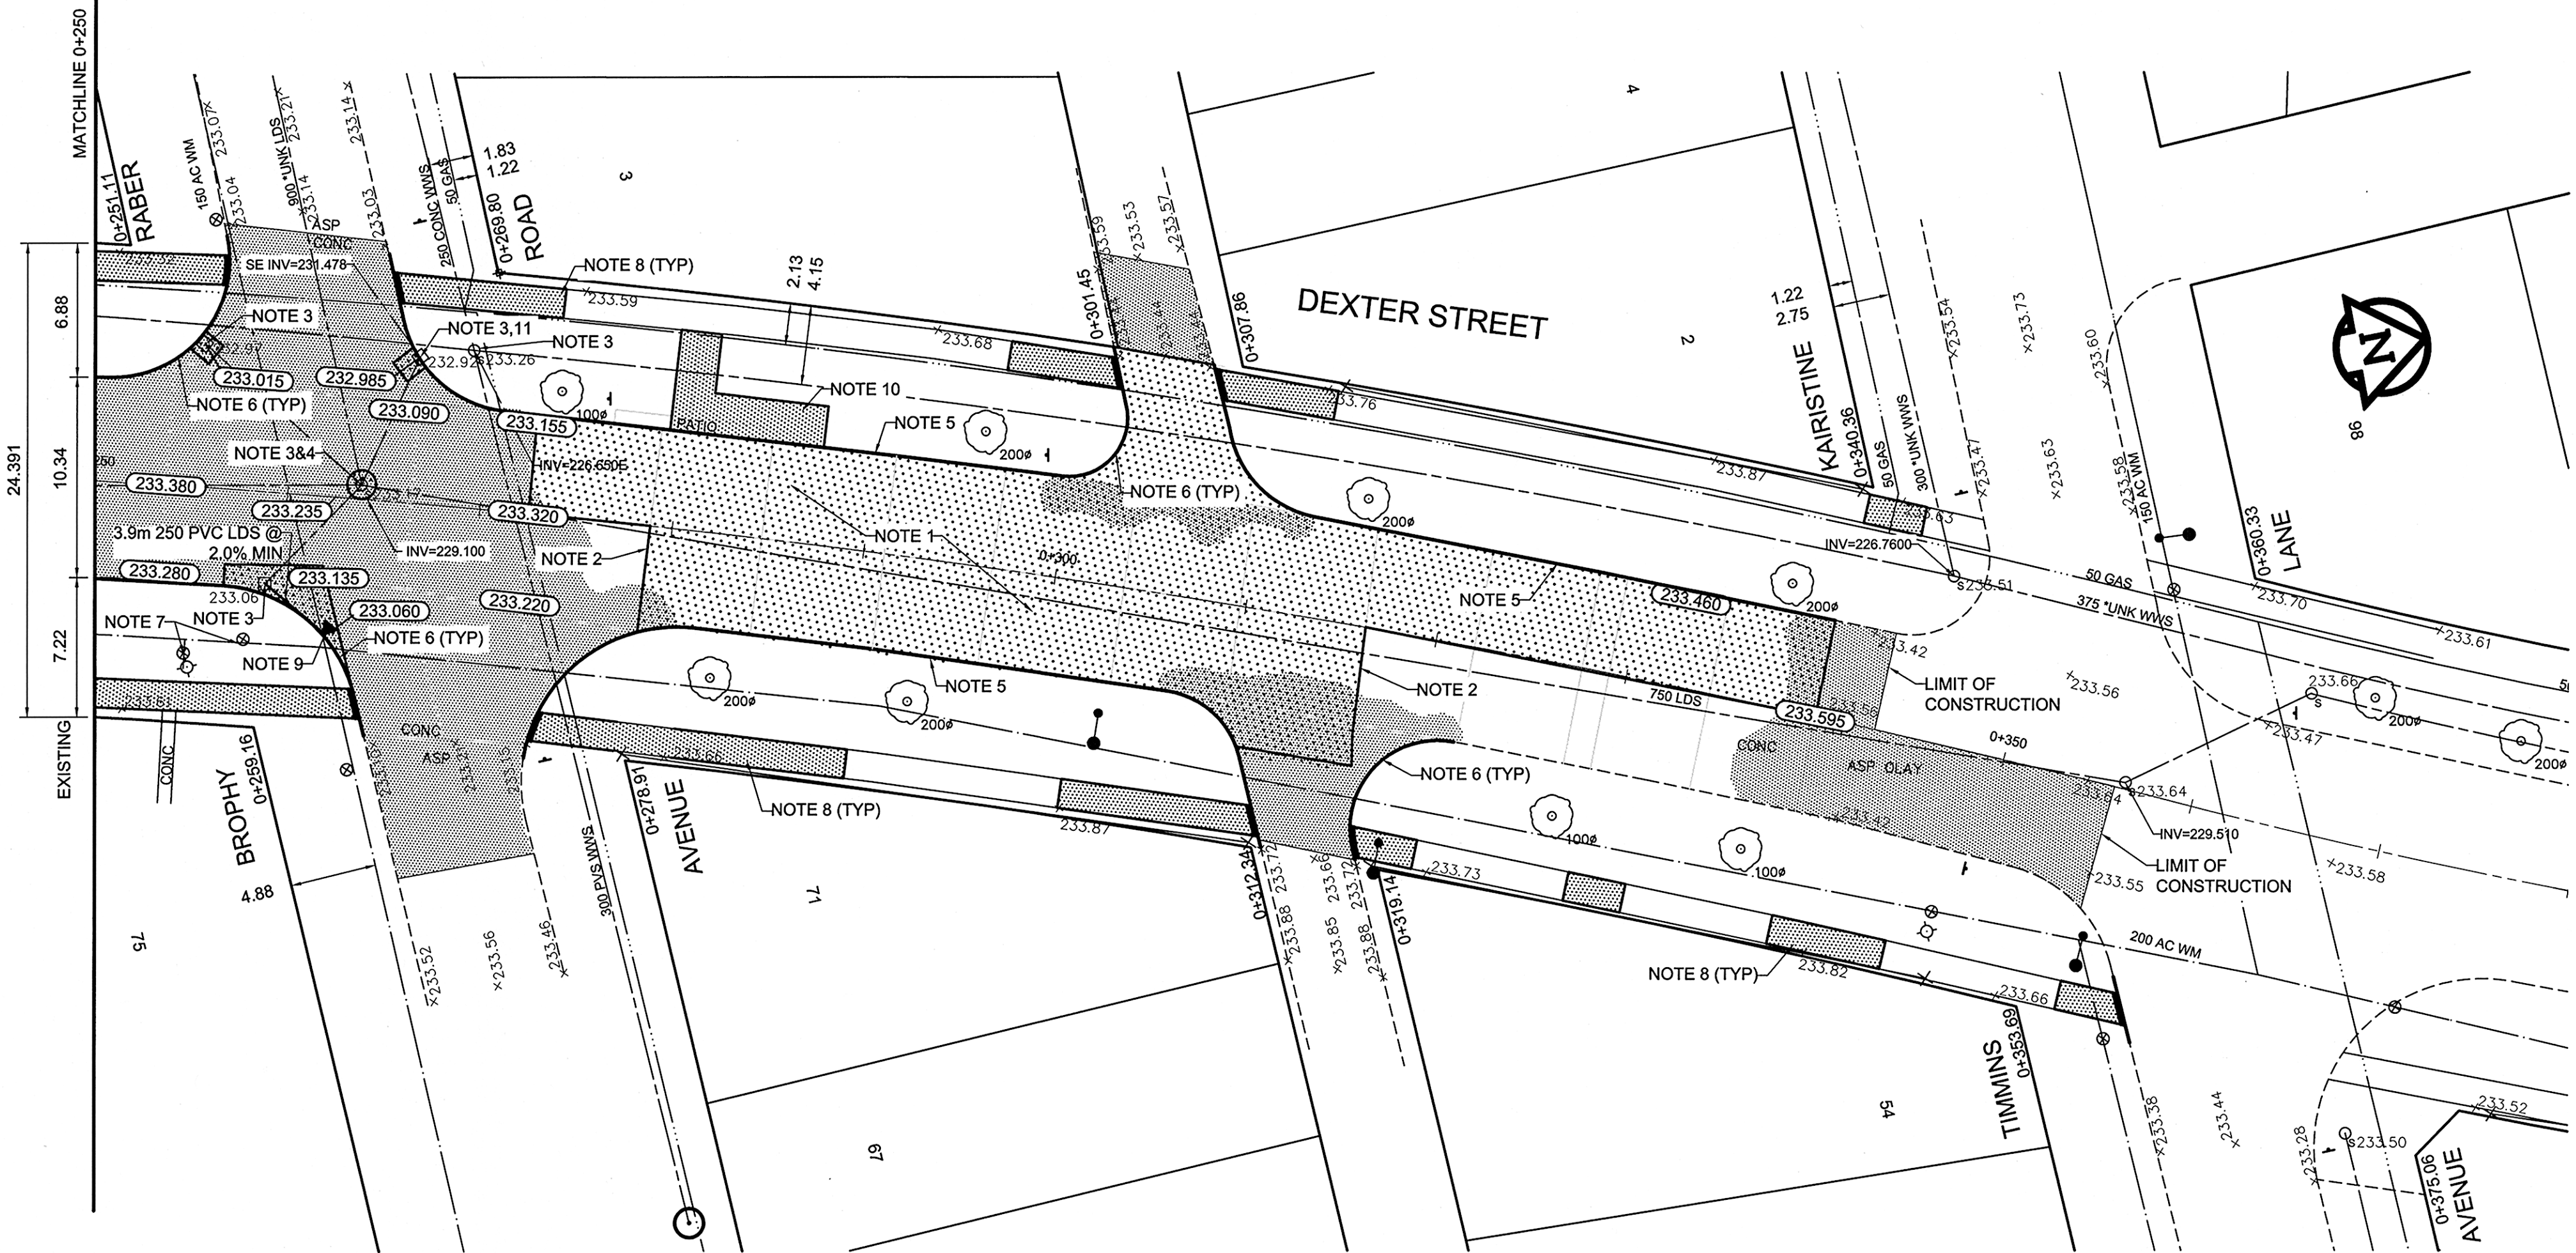 MATCHLINE 0+250
0+251.11
RABER
150 AC WM
233.07
233.04
900 *UNK LDS
233.21
233.14
233.14
233.03
ASP
CONC
250 CONC WWS
50 GAS
1.83
1.22
0+269.80
ROAD
3
SE INV=231.478
NOTE 8 (TYP)
233.59
2.13
4.15
233.68
0+301.45
233.59
233.53
233.57
0+307.86
DEXTER STREET
4
2
1.22
2.75
KAIRISTINE
0+340.36
50 GAS
300 *UNK WWS
233.54
233.47
233.73
233.63
233.60
233.58
150 AC WM
0+360.33
LANE
N
86
24.391
6.88
10.34
7.22
EXISTING
NOTE 3
NOTE 3,11
NOTE 3
232.92
233.26
233.015
232.985
NOTE 6 (TYP)
233.090
233.155
100ø
PATIO
NOTE 10
NOTE 5
200ø
233.76
233.87
NOTE 3&4
INV=226.650E
233.380
233.235
233.320
NOTE 6 (TYP)
200ø
3.9m 250 PVC LDS @
2.0% MIN
INV=229.100
NOTE 2
NOTE 1
0+300
INV=226.7600
s233.51
50 GAS
375 *UNK WWS
233.70
233.61
233.280
233.135
233.06
233.060
233.220
NOTE 5
233.460
200ø
NOTE 7
NOTE 3
NOTE 6 (TYP)
NOTE 9
NOTE 5
200ø
200ø
NOTE 2
750 LDS
233.595
233.42
LIMIT OF
CONSTRUCTION
233.56
233.66
s
200ø
233.47
200ø
CONC
ASP
CONC
BROPHY
0+259.16
233.66
NOTE 8 (TYP)
0+278.91
AVENUE
300 PVS WWS
233.87
NOTE 6 (TYP)
CONC
ASP OLAY
0+350
233.42
233.64
s233.64
INV=229.510
LIMIT OF
CONSTRUCTION
233.55
233.58
100ø
100ø
4.88
75
233.52
233.56
233.46
71
67
0+312.34
233.72
233.88
233.66
233.85
233.72
233.88
0+319.14
233.73
NOTE 8 (TYP)
233.82
233.66
200 AC WM
TIMMINS
0+353.69
54
233.38
233.44
233.28
s233.50
233.52
0+375.06
AVENUE